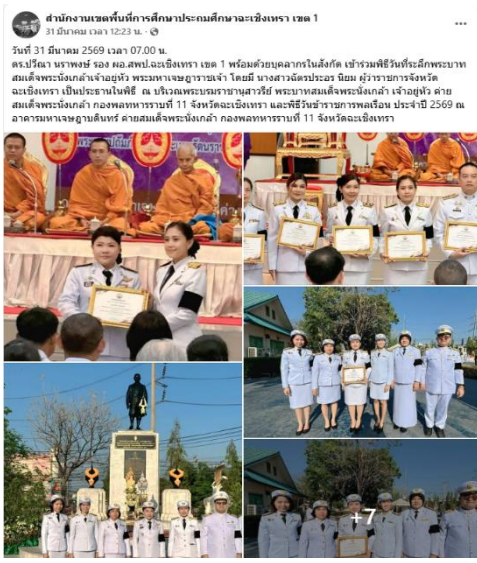 สำนักงานเขตพื้นที่การศึกษาประถมศึกษาฉะเชิงเทรา เขต 1
31 มีนาคม เวลา 12:23 น. ·
วันที่ 31 มีนาคม 2569 เวลา 07.00 น.
ดร.ปวีณา นราพงษ์ รอง ผอ.สพป.ฉะเชิงเทรา เขต 1 พร้อมด้วยบุคลากรในสังกัด เข้าร่วมพิธีวันที่ระลึกพระบาท
สมเด็จพระนั่งเกล้าเจ้าอยู่หัว พระมหาเจษฎาราชเจ้า โดยมี นางสาวฉัตรประอร นิยม ผู้ว่าราชการจังหวัด
ฉะเชิงเทรา เป็นประธานในพิธี ณ บริเวณพระบรมราชานุสาวรีย์ พระบาทสมเด็จพระนั่งเกล้า เจ้าอยู่หัว ค่าย
สมเด็จพระนั่งเกล้า กองพลทหารราบที่ 11 จังหวัดฉะเชิงเทรา และพิธีวันข้าราชการพลเรือน ประจำปี 2569 ณ
อาคารมหาเจษฎาบดินทร์ ค่ายสมเด็จพระนั่งเกล้า กองพลทหารราบที่ 11 จังหวัดฉะเชิงเทรา
+7